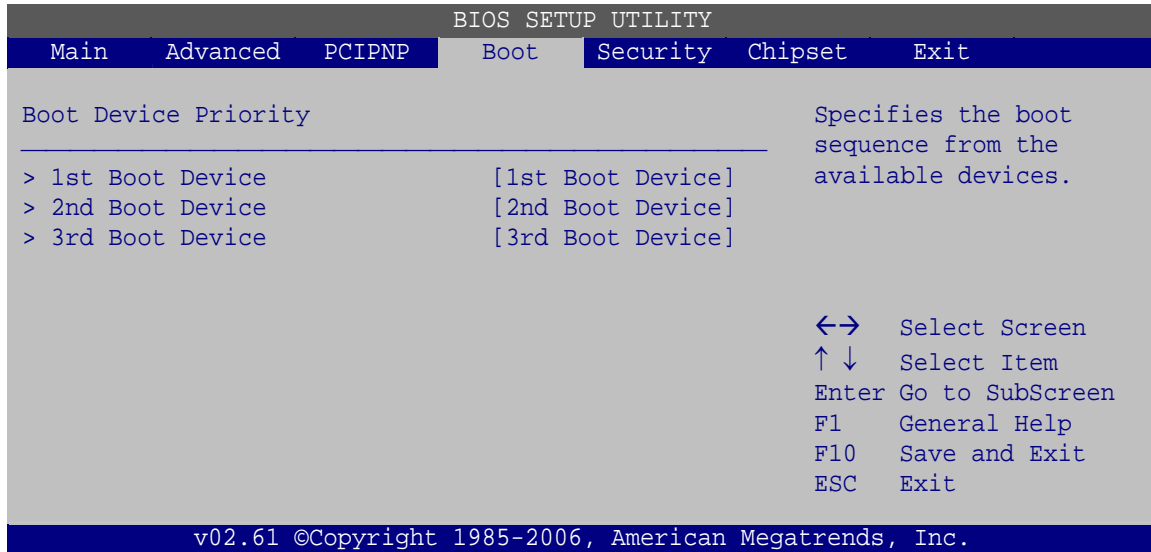 BIOS SETUP UTILITY
Main Advanced PCIPNP Boot Security Chipset Exit
Boot Device Priority
> 1st Boot Device [1st Boot Device]
> 2nd Boot Device [2nd Boot Device]
> 3rd Boot Device [3rd Boot Device]
Specifies the boot
sequence from the
available devices.
←→ Select Screen
↑ ↓ Select Item
Enter Go to SubScreen
F1 General Help
F10 Save and Exit
ESC Exit
v02.61 ©Copyright 1985-2006, American Megatrends, Inc.